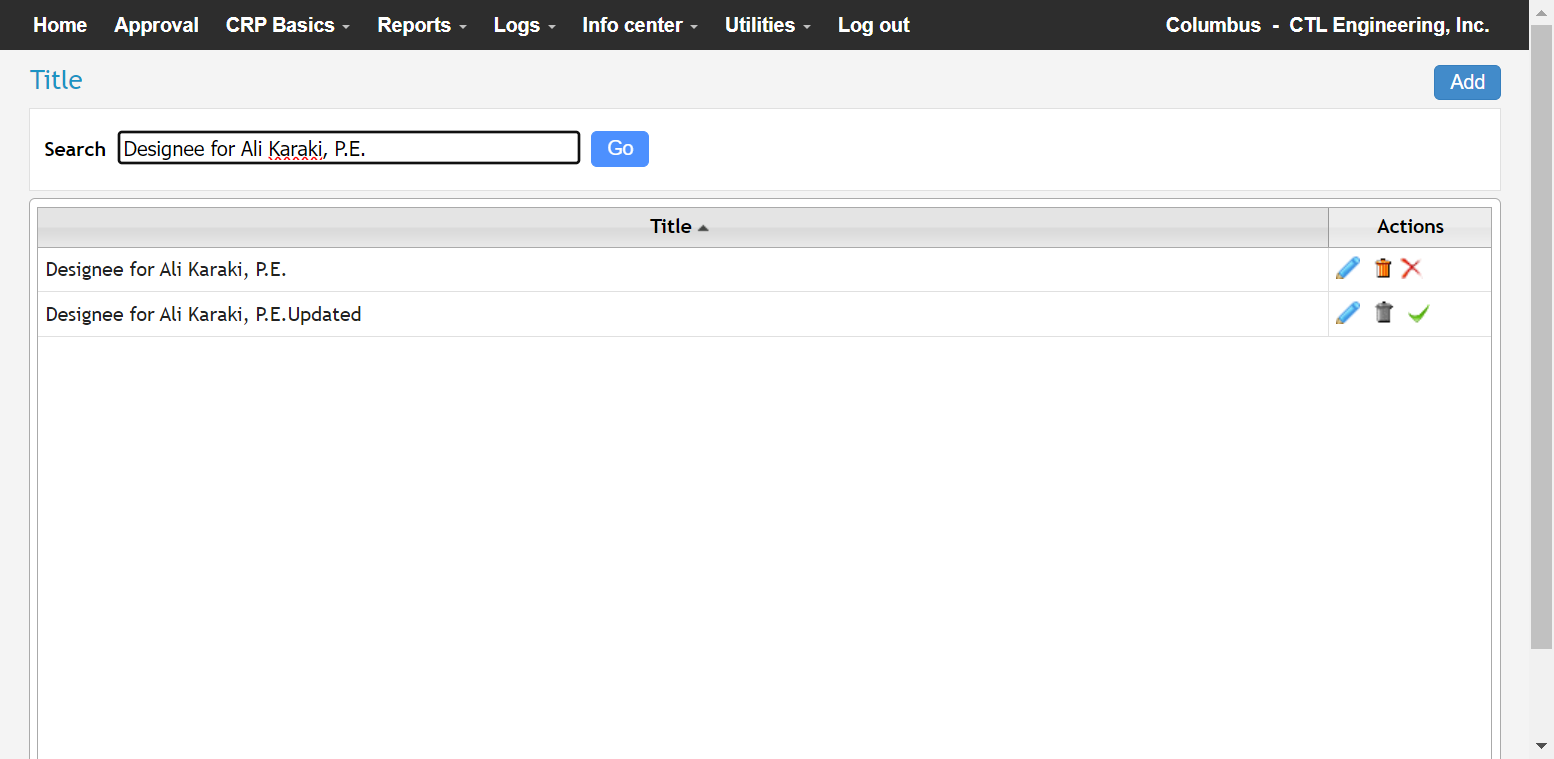 Home Approval CRP Basics Reports Logs Info center Utilities Log out Columbus - CTL Engineering, Inc.
Title Add
Search Designee for Ali Karaki, P.E. Go
Title Actions
Designee for Ali Karaki, P.E.
Designee for Ali Karaki, P.E.Updated